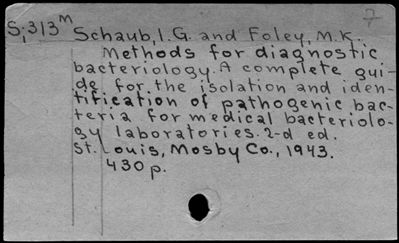 7
S;313м Schaub, I.G. and Foley, M.K.
Methods for diagnostic
bacteriology. A complete gui-
de for the isolation and iden-
tification of pathogenic bac-
teria for medical bacteriolo-
gy laboratories. 2-d ed.
St. Louis, Mosby Co., 1943.
430 p.